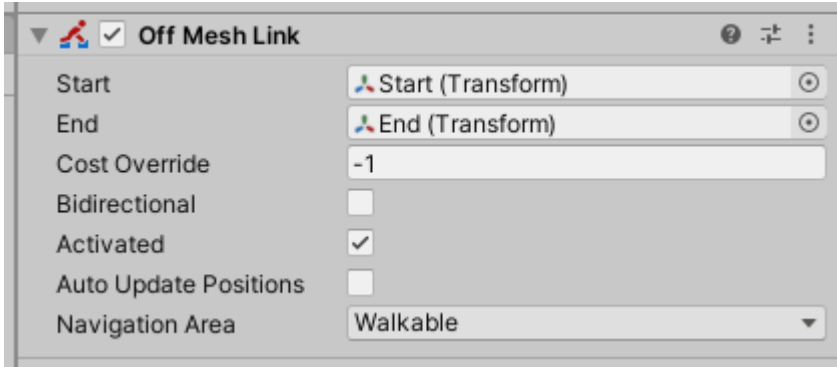 Off Mesh Link
Start Start (Transform)
End End (Transform)
Cost Override -1
Bidirectional
Activated
Auto Update Positions
Navigation Area Walkable